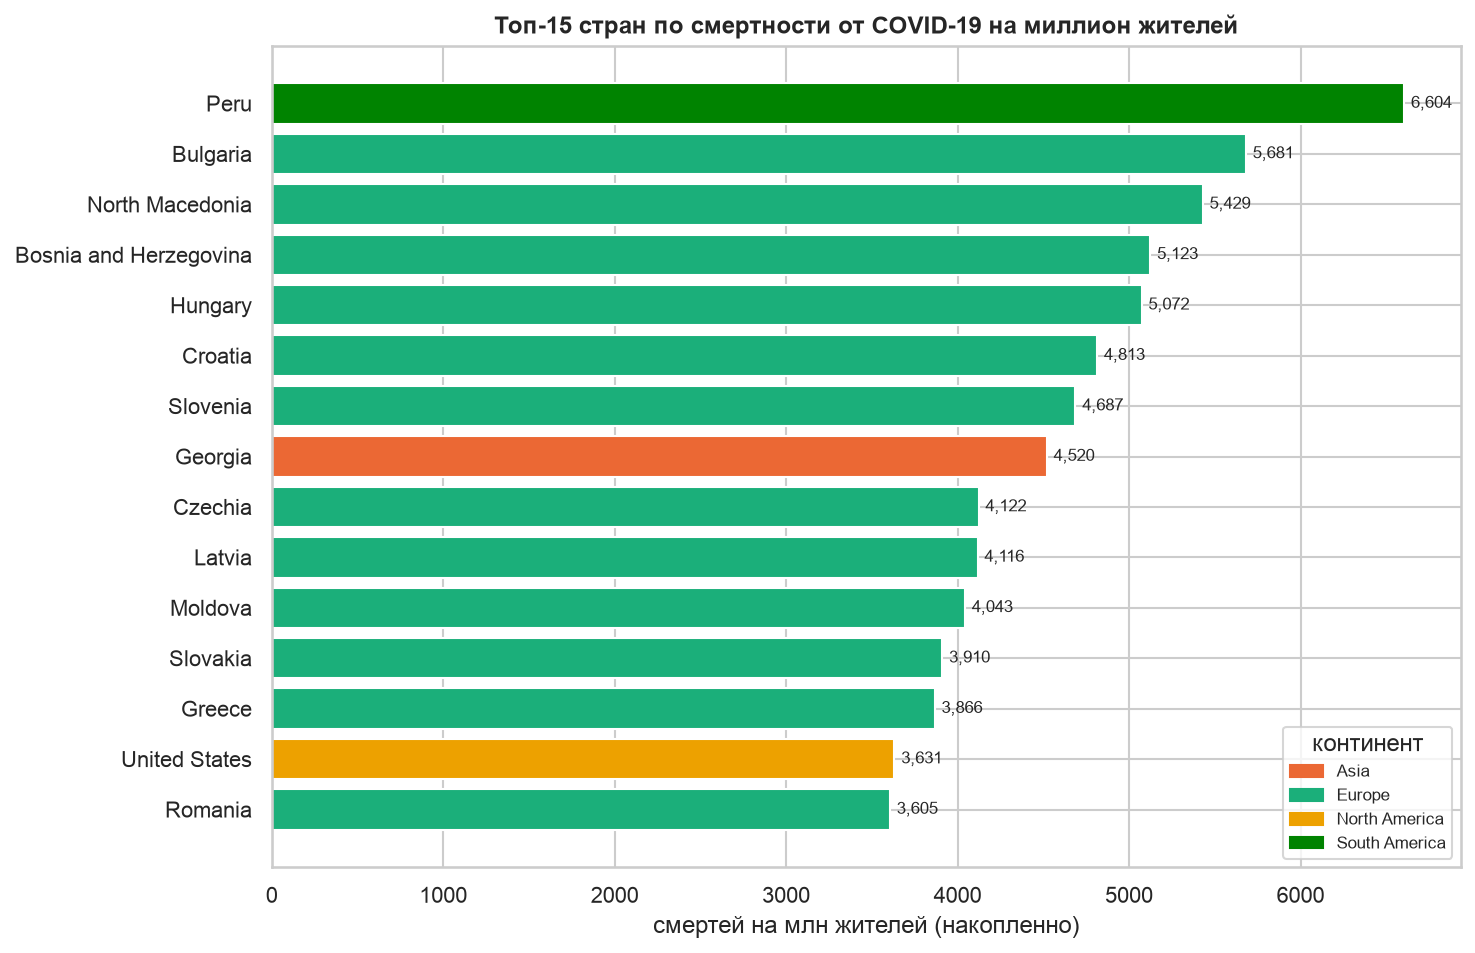 Топ-15 стран по смертности от COVID-19 на миллион жителей
Peru 6,604
Bulgaria 5,681
North Macedonia 5,429
Bosnia and Herzegovina 5,123
Hungary 5,072
Croatia 4,813
Slovenia 4,687
Georgia 4,520
Czechia 4,122
Latvia 4,116
Moldova 4,043
Slovakia 3,910
Greece 3,866
United States 3,631
Romania 3,605
континент
Asia
Europe
North America
South America
0 1000 2000 3000 4000 5000 6000
смертей на млн жителей (накопленно)